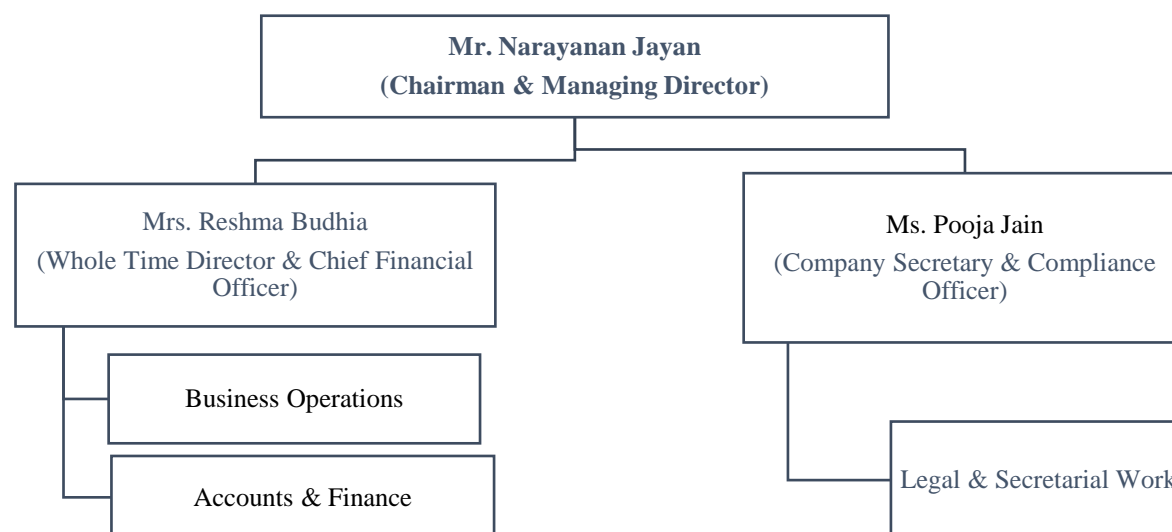 Mr. Narayanan Jayan
(Chairman & Managing Director)
Mrs. Reshma Budhia
(Whole Time Director & Chief Financial
Officer)
Ms. Pooja Jain
(Company Secretary & Compliance
Officer)
Business Operations
Accounts & Finance
Legal & Secretarial Work